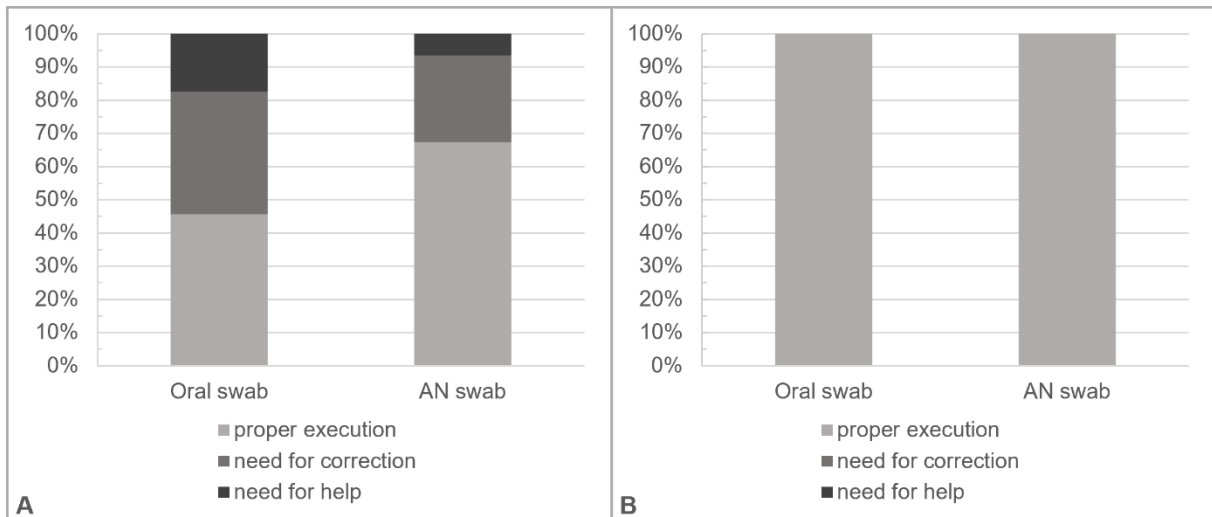 100%
90%
80%
70%
60%
50%
40%
30%
20%
10%
0%
Oral swab AN swab
proper execution
need for correction
need for help
A
100%
90%
80%
70%
60%
50%
40%
30%
20%
10%
0%
Oral swab AN swab
proper execution
need for correction
need for help
B